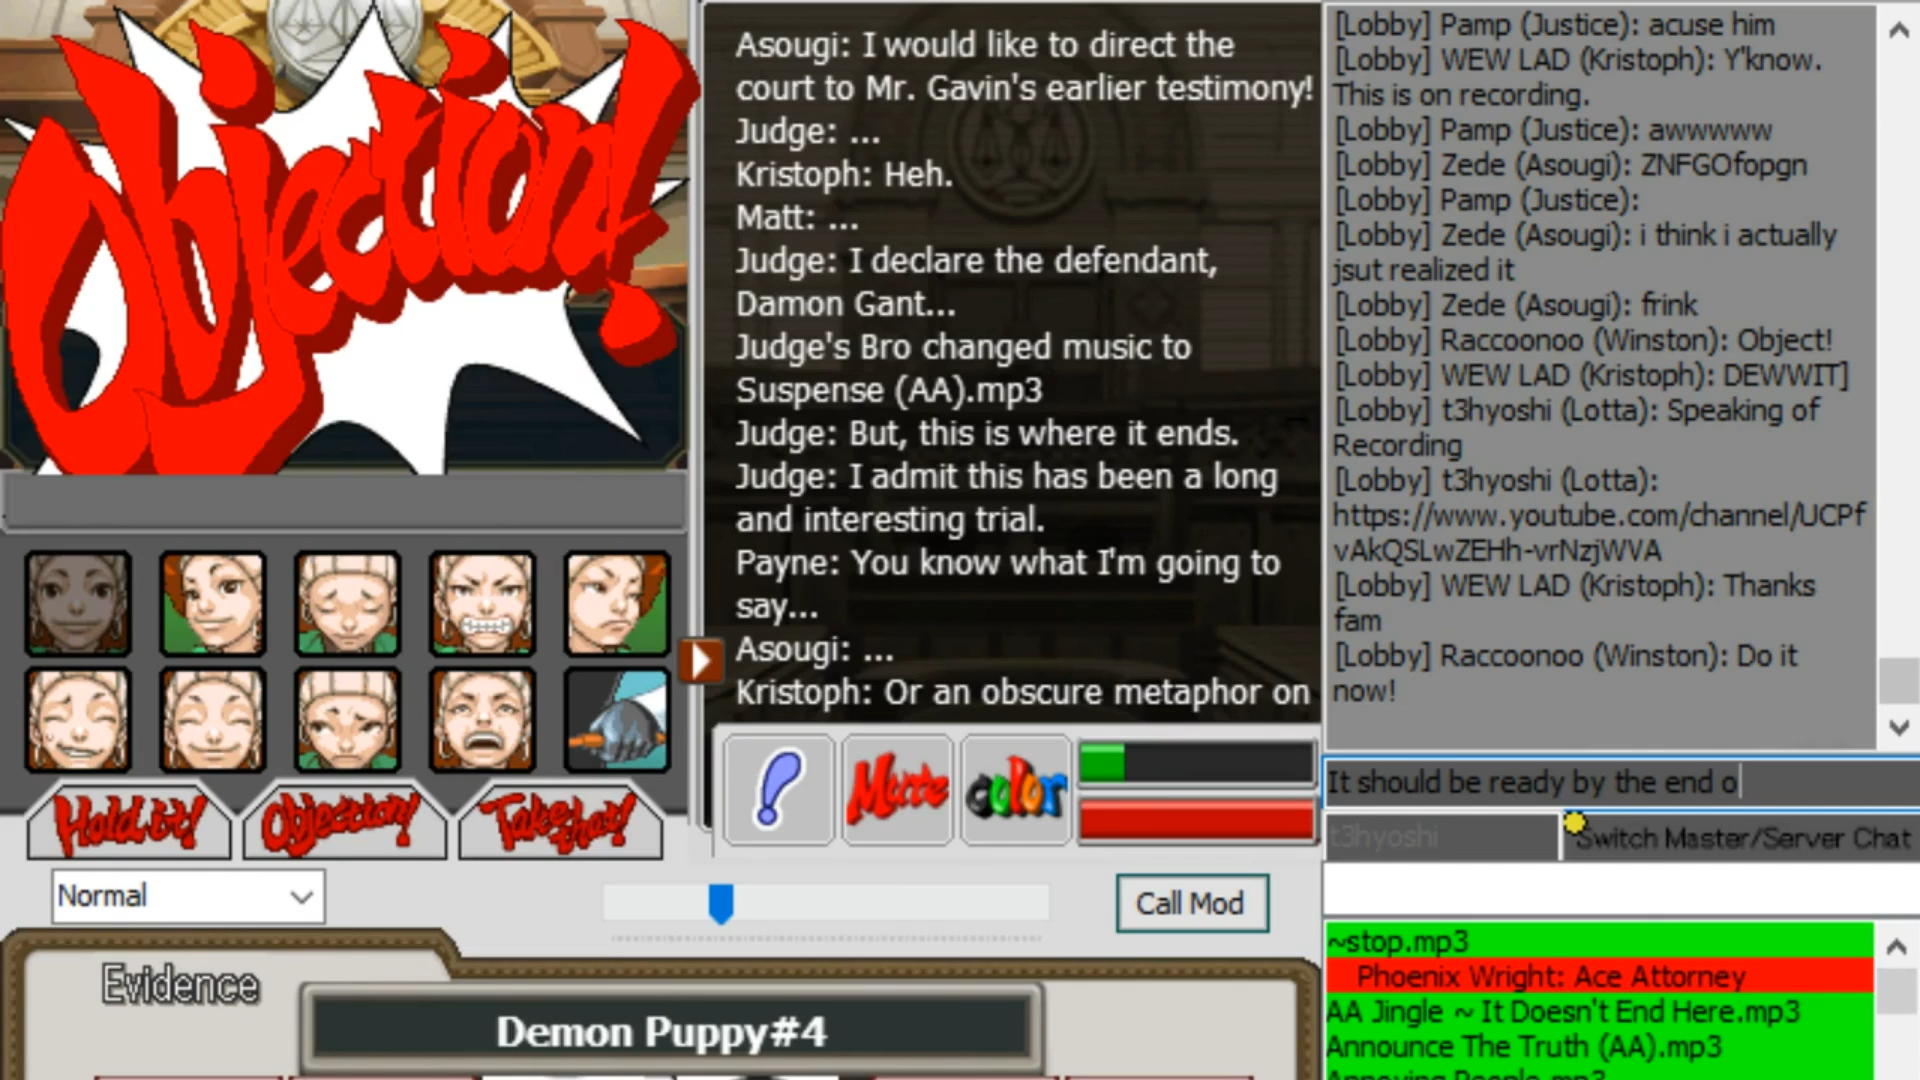 Objection!
Asougi: I would like to direct the
court to Mr. Gavin's earlier testimony!
Judge: ...
Kristoph: Heh.
Matt: ...
Judge: I declare the defendant,
Damon Gant...
Judge's Bro changed music to
Suspense (AA).mp3
Judge: But, this is where it ends.
Judge: I admit this has been a long
and interesting trial.
Payne: You know what I'm going to
say...
Asougi: ...
Kristoph: Or an obscure metaphor on
[Lobby] Pamp (Justice): acuse him
[Lobby] WEW LAD (Kristoph): Y'know.
This is on recording.
[Lobby] Pamp (Justice): awwwww
[Lobby] Zede (Asougi): ZNFGOfopgn
[Lobby] Pamp (Justice):
[Lobby] Zede (Asougi): i think i actually
jsut realized it
[Lobby] Zede (Asougi): frink
[Lobby] Raccoonoo (Winston): Object!
[Lobby] WEW LAD (Kristoph): DEWWIT]
[Lobby] t3hyoshi (Lotta): Speaking of
Recording
[Lobby] t3hyoshi (Lotta):
https://www.youtube.com/channel/UCPf
vAkQSLwZEHh-vrNzjWVA
[Lobby] WEW LAD (Kristoph): Thanks
fam
[Lobby] Raccoonoo (Winston): Do it
now!
It should be ready by the end o
t3hyoshi
Switch Master/Server Chat
Hold it!
Objection!
Take that!
!
Mute
color
Normal
Call Mod
Evidence
Demon Puppy#4
~stop.mp3
Phoenix Wright: Ace Attorney
AA Jingle ~ It Doesn't End Here.mp3
Announce The Truth (AA).mp3
Annoying People.mp3